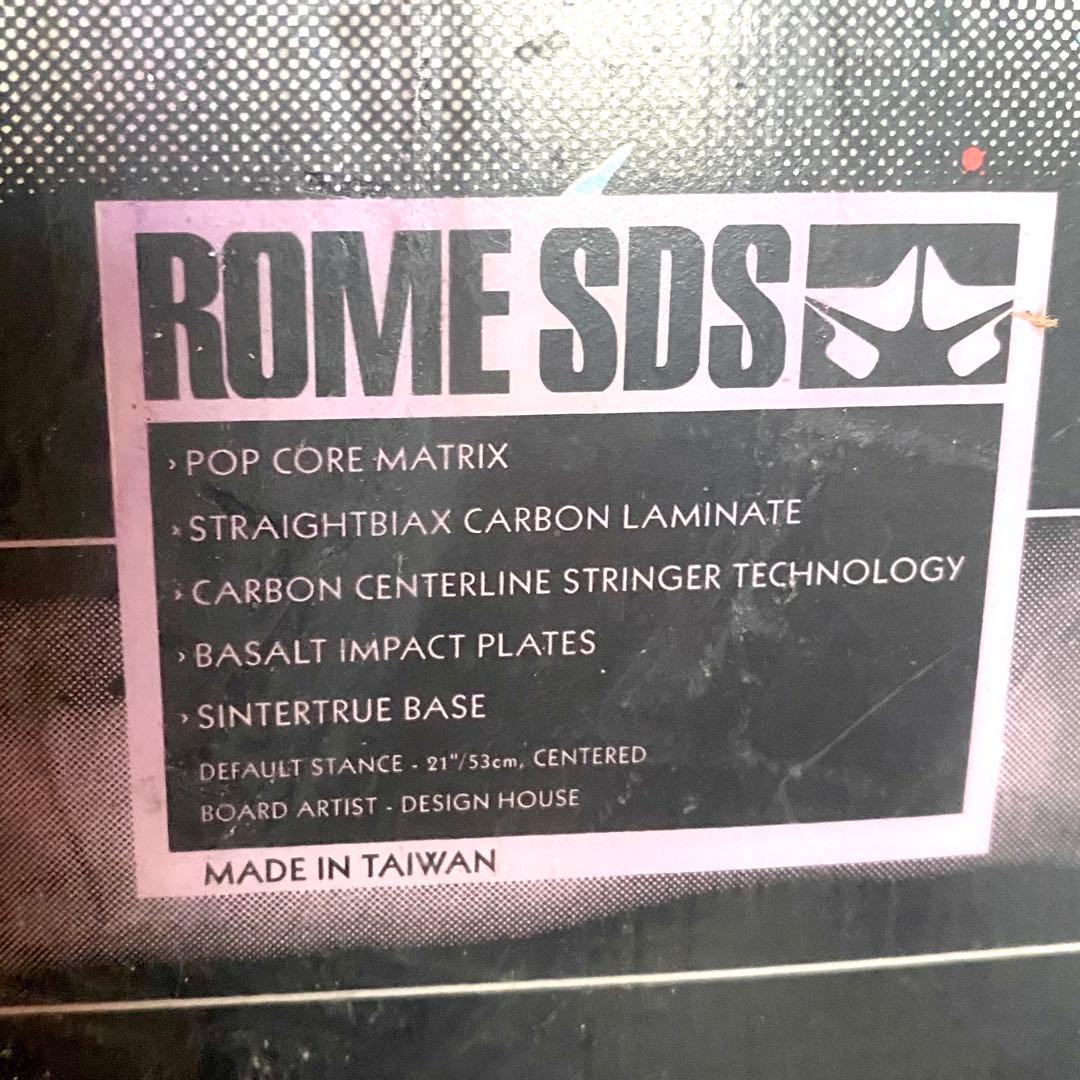 ROME SDS
› POP CORE MATRIX
› STRAIGHTBIAX CARBON LAMINATE
› CARBON CENTERLINE STRINGER TECHNOLOGY
› BASALT IMPACT PLATES
› SINTERTRUE BASE
DEFAULT STANCE - 21"/53cm, CENTERED
BOARD ARTIST - DESIGN HOUSE
MADE IN TAIWAN